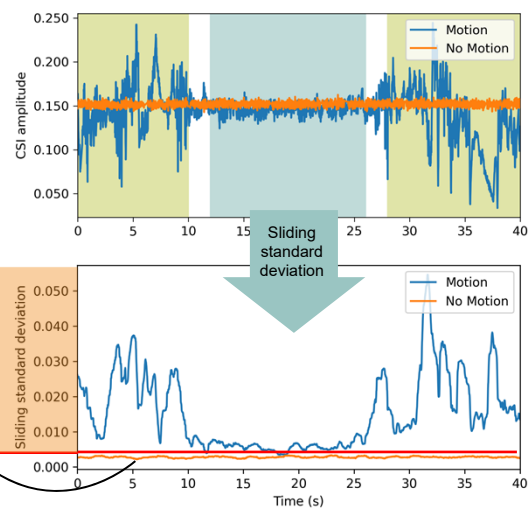 0.250
0.200
0.150
0.100
0.050
CSI amplitude
Motion
No Motion
0 5 10 15 20 25 30 35 40
Sliding
standard
deviation
0.050
0.040
0.030
0.020
0.010
0.000
Sliding standard deviation
Motion
No Motion
0 5 10 15 20 25 30 35 40
Time (s)